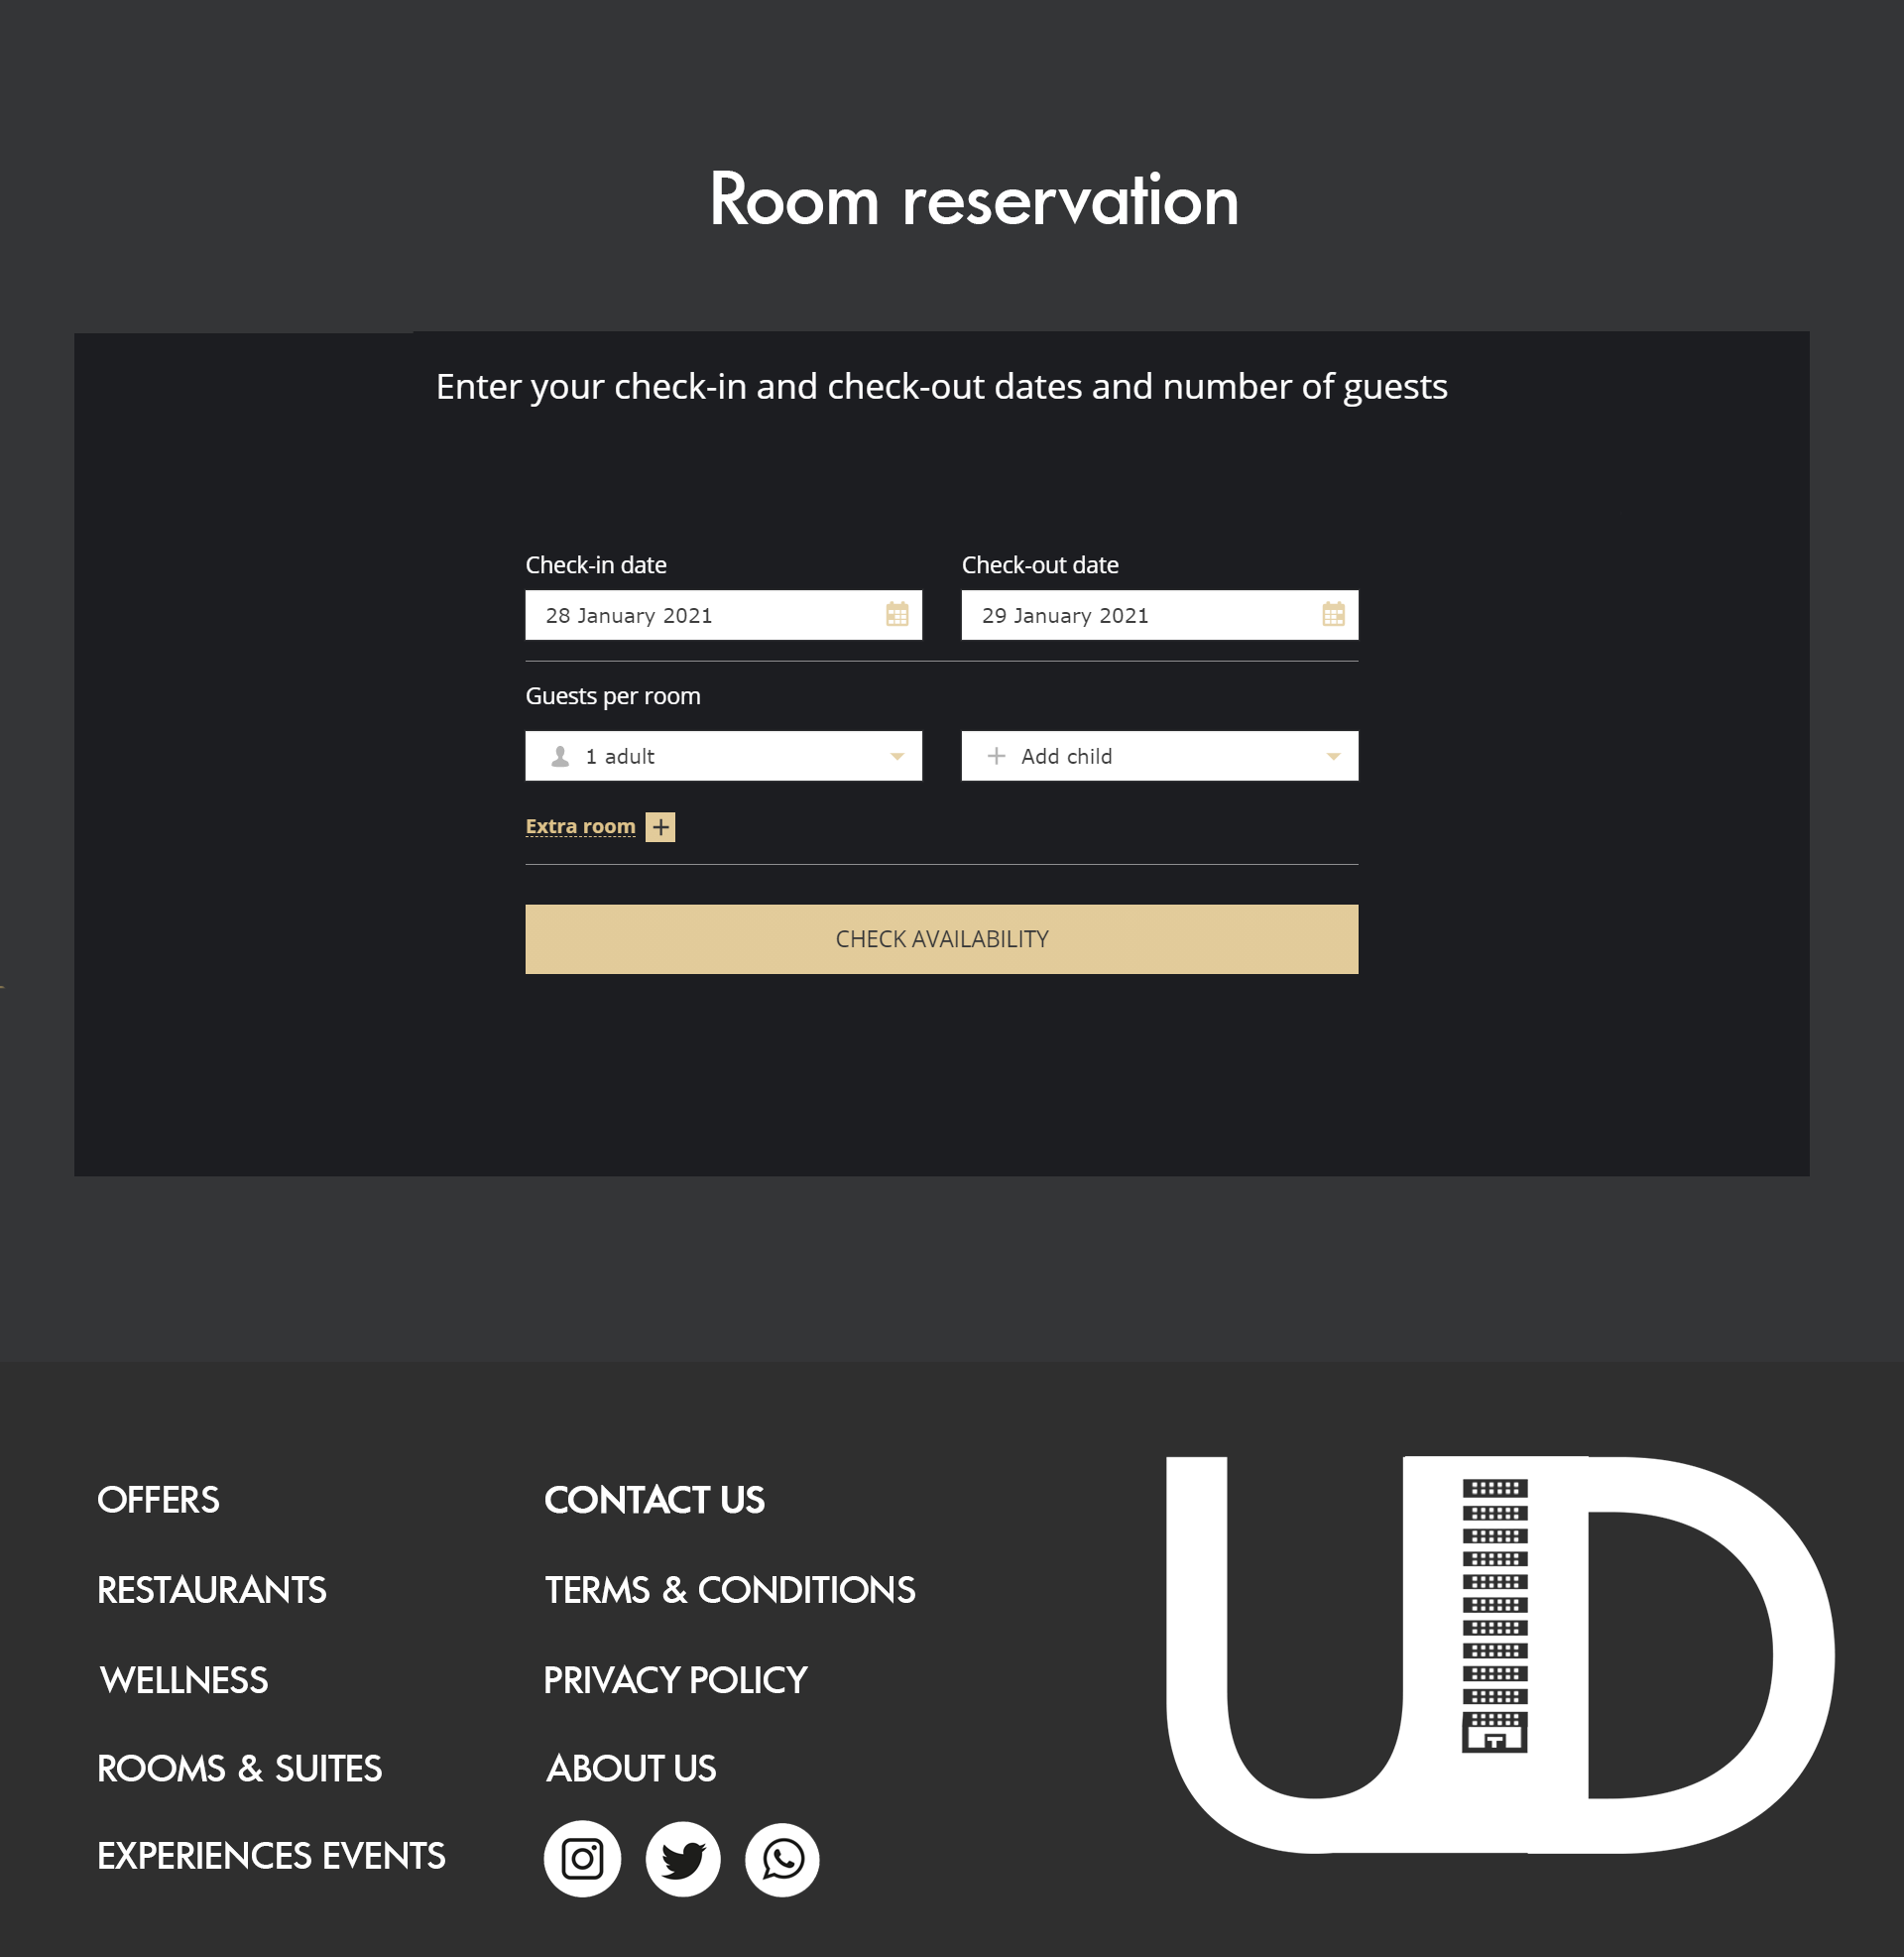 Room reservation
Enter your check-in and check-out dates and number of guests
Check-in date
Check-out date
28 January 2021
29 January 2021
Guests per room
1 adult
Add child
Extra room
CHECK AVAILABILITY
OFFERS
RESTAURANTS
WELLNESS
ROOMS & SUITES
EXPERIENCES EVENTS
CONTACT US
TERMS & CONDITIONS
PRIVACY POLICY
ABOUT US
UD